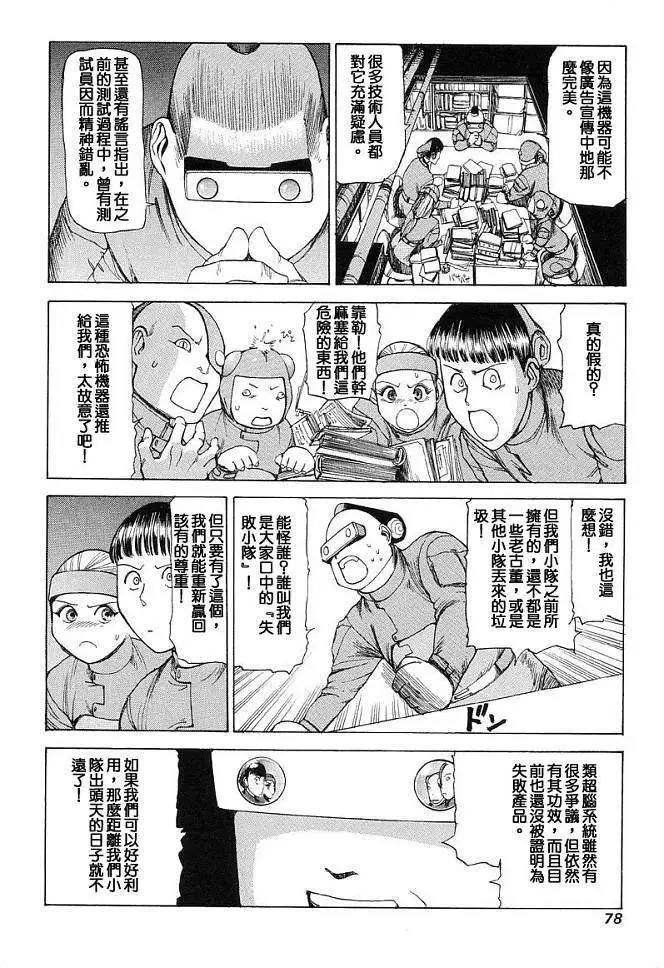 因為這機器可能不
像廣告宣傳中地那
麼完美。
很多技術人員都
對它充滿疑慮。
甚至還有謠言指出，在之
前的測試過程中，曾有測
試員因而精神錯亂。
真的假的？
靠勒！他們幹
麻塞給我們這
危險的東西！
這種恐怖機器還推
給我們，太故意了吧！
沒錯，我也這
麼想！
但我們小隊之前所
擁有的，還不都是
一些老古董，或是
其他小隊丟來的垃
圾！
能怪誰？誰叫我們
是大家口中的『失
敗小隊』！
ドン
但只要有了這個，
我們就能重新贏回
該有的尊重！
類超腦系統雖然有
很多爭議，但依然
有其功效，而且目
前也還沒被證明為
失敗產品。
如果我們可以好好利
用，那麼距離我們小
隊出頭天的日子就不
遠了！
78